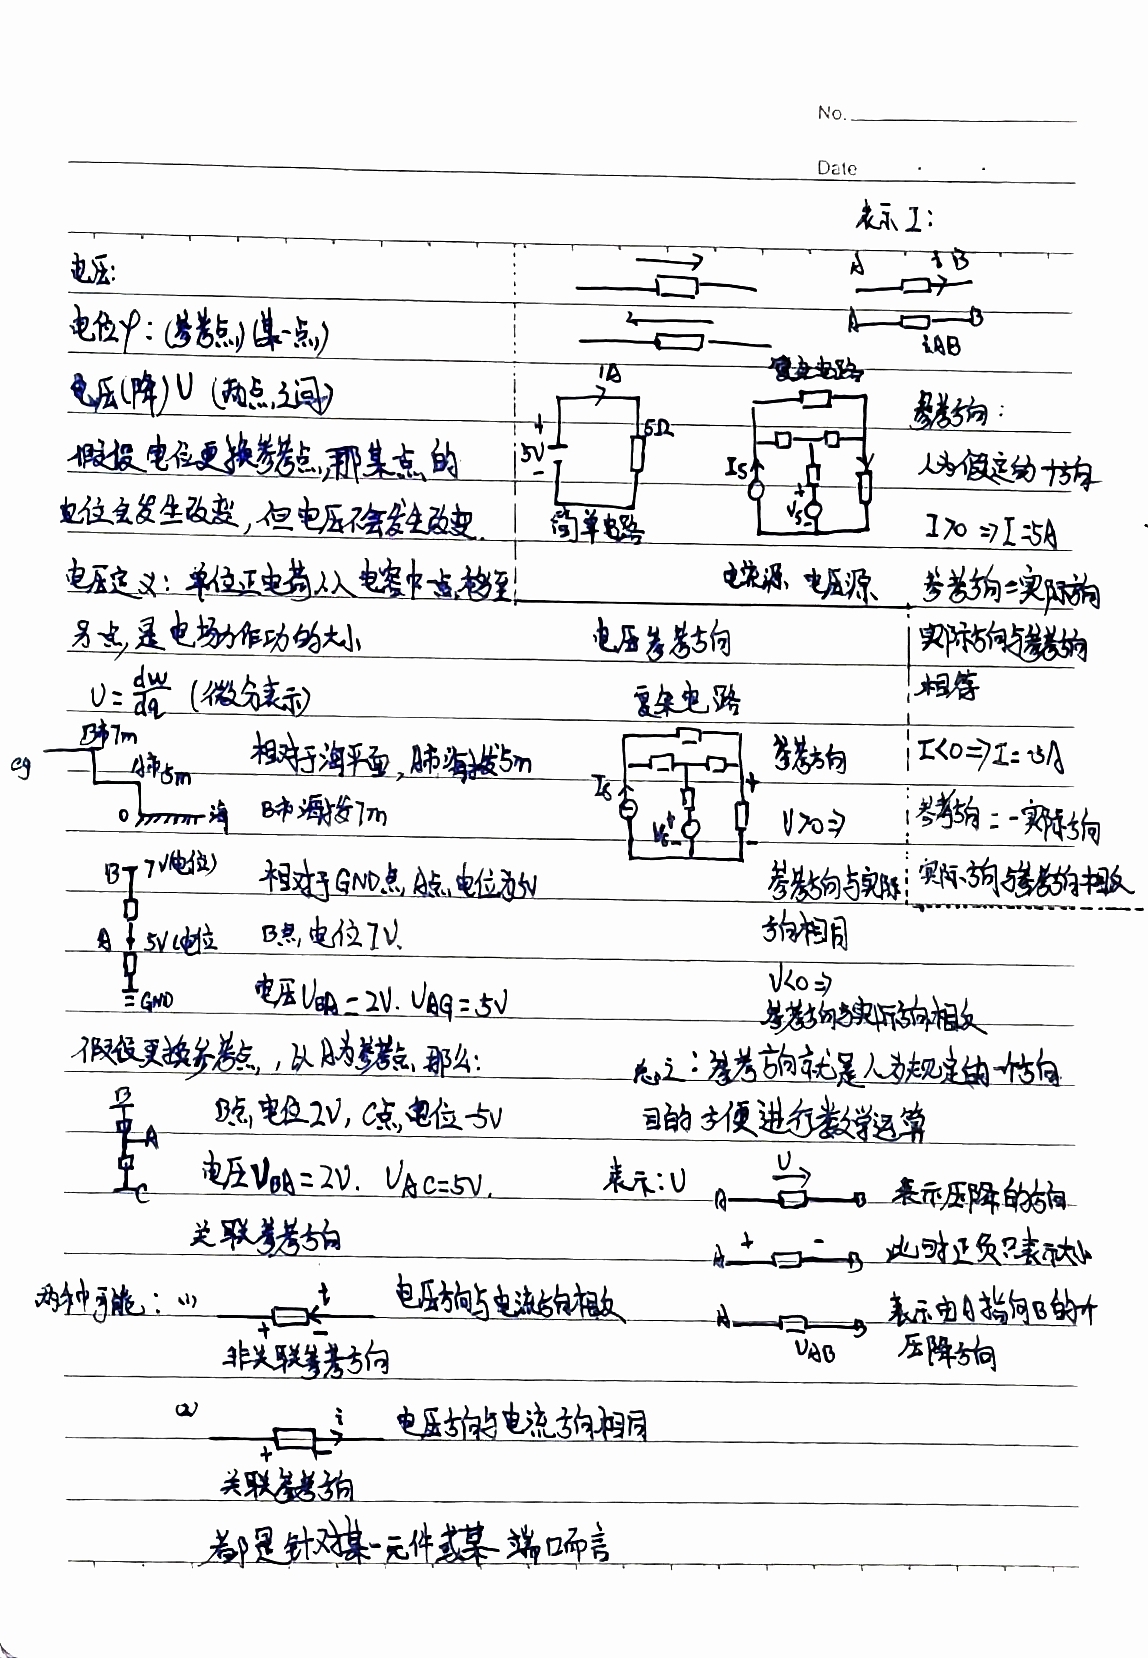 No.
Date
表示 I:
电压:
电位φ: (参考点)(某一点)
电压(降) U (两点之间)
假设电位更换参考点,那某点的
电位会发生改变,但电压不会发生改变.
电压定义: 单位正电荷从电容中一点移至
另点,是电场力作功的大小
U = dw/dq (微分表示)
eg
B市7m
A市5m
0
海
相对于海平面, A市海拔5m
B市海拔7m
B 7V(电位)
A 5V(电位
GND
相对于GND点,A点电位为5V
B点电位7V.
电压UBA=2V. UAG=5V
假设更换参考点,以A为参考点,那么:
B
A
C
B点电位2V, C点电位-5V
电压UBA=2V. UAC=5V.
关联参考方向
两种可能: (1)
+ -
电压方向与电流方向相反
非关联参考方向
(2)
i
+ -
电压方向与电流方向相同
关联参考方向
都是针对某一元件或某一端口而言
A B
A B
iAB
1A
+
5V
-
5Ω
简单电路
复杂电路
Is
+
Vs
-
电流源 电压源
参考方向:
人为假定的一个方向
I>0 ⇒ I=5A
参考方向=实际方向
实际方向与参考方向
相等
I<0 ⇒ I=-5A
参考方向=-实际方向
实际方向与参考方向相反
电压参考方向
复杂电路
Is
+
Vs
-
+
-
参考方向
V>0 ⇒
参考方向与实际
方向相同
V<0 ⇒
参考方向与实际方向相反
总之: 参考方向就是人为规定的一个方向
目的方便进行数学运算
表示: U
U
A B 表示压降的方向
A + - B 此时正负只表示大小
A B 表示由A指向B的一个
UAB 压降方向